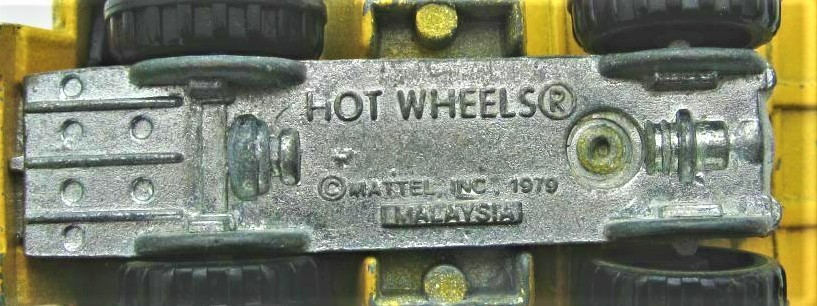 HOT WHEELS®
© MATTEL, INC., 1979
MALAYSIA